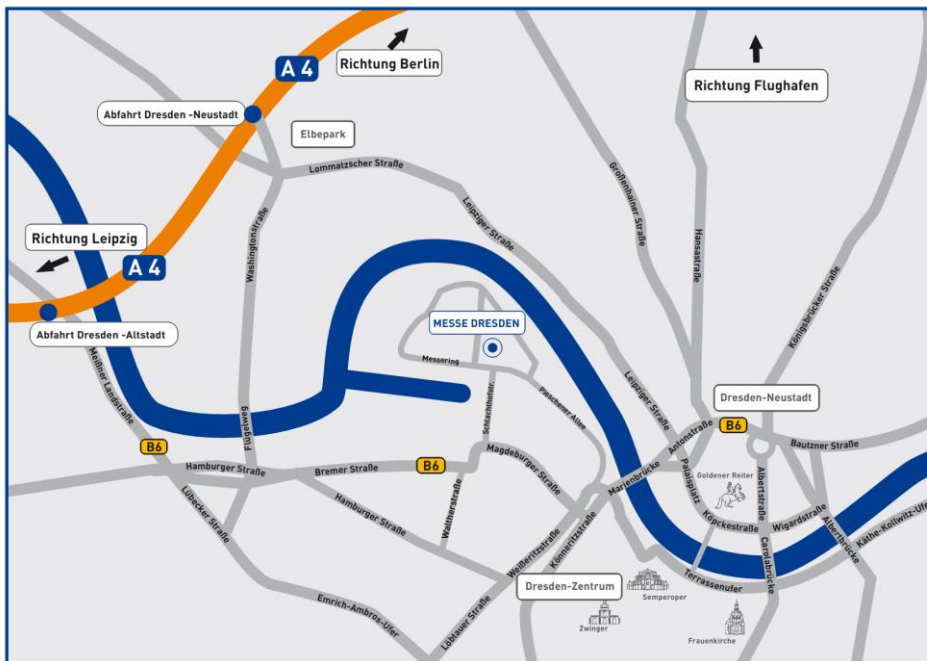 A 4
Richtung Berlin
Richtung Flughafen
Abfahrt Dresden -Neustadt
Elbepark
Lommatzscher Straße
Großenhainer Straße
Hansastraße
Leipziger Straße
Washingtonstraße
Richtung Leipzig
A 4
Königsbrücker Straße
MESSE DRESDEN
Abfahrt Dresden -Altstadt
Messering
Meißner Landstraße
Pieschener Allee
Schlachthofstr.
Leipziger Straße
Dresden-Neustadt
Flügelweg
Antonstraße
B6
Bautzner Straße
B6
Magdeburger Straße
Hamburger Straße
Bremer Straße
B6
Marienbrücke
Palaisplatz
Goldener Reiter
Albertstraße
Lübecker Straße
Hamburger Straße
Waltherstraße
Köpckestraße
Wigardstraße
Albertbrücke
Käthe-Kollwitz-Ufer
Weißeritzstraße
Könneritzstraße
Carolabrücke
Terrassenufer
Dresden-Zentrum
Semperoper
Emrich-Ambros-Ufer
Löbtauer Straße
Zwinger
Frauenkirche